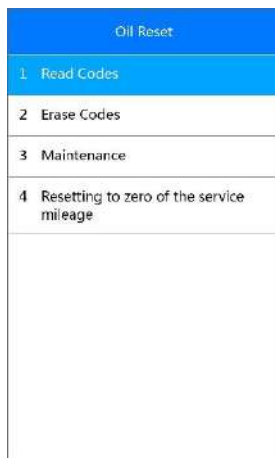 Oil Reset
1 Read Codes
2 Erase Codes
3 Maintenance
4 Resetting to zero of the service
mileage